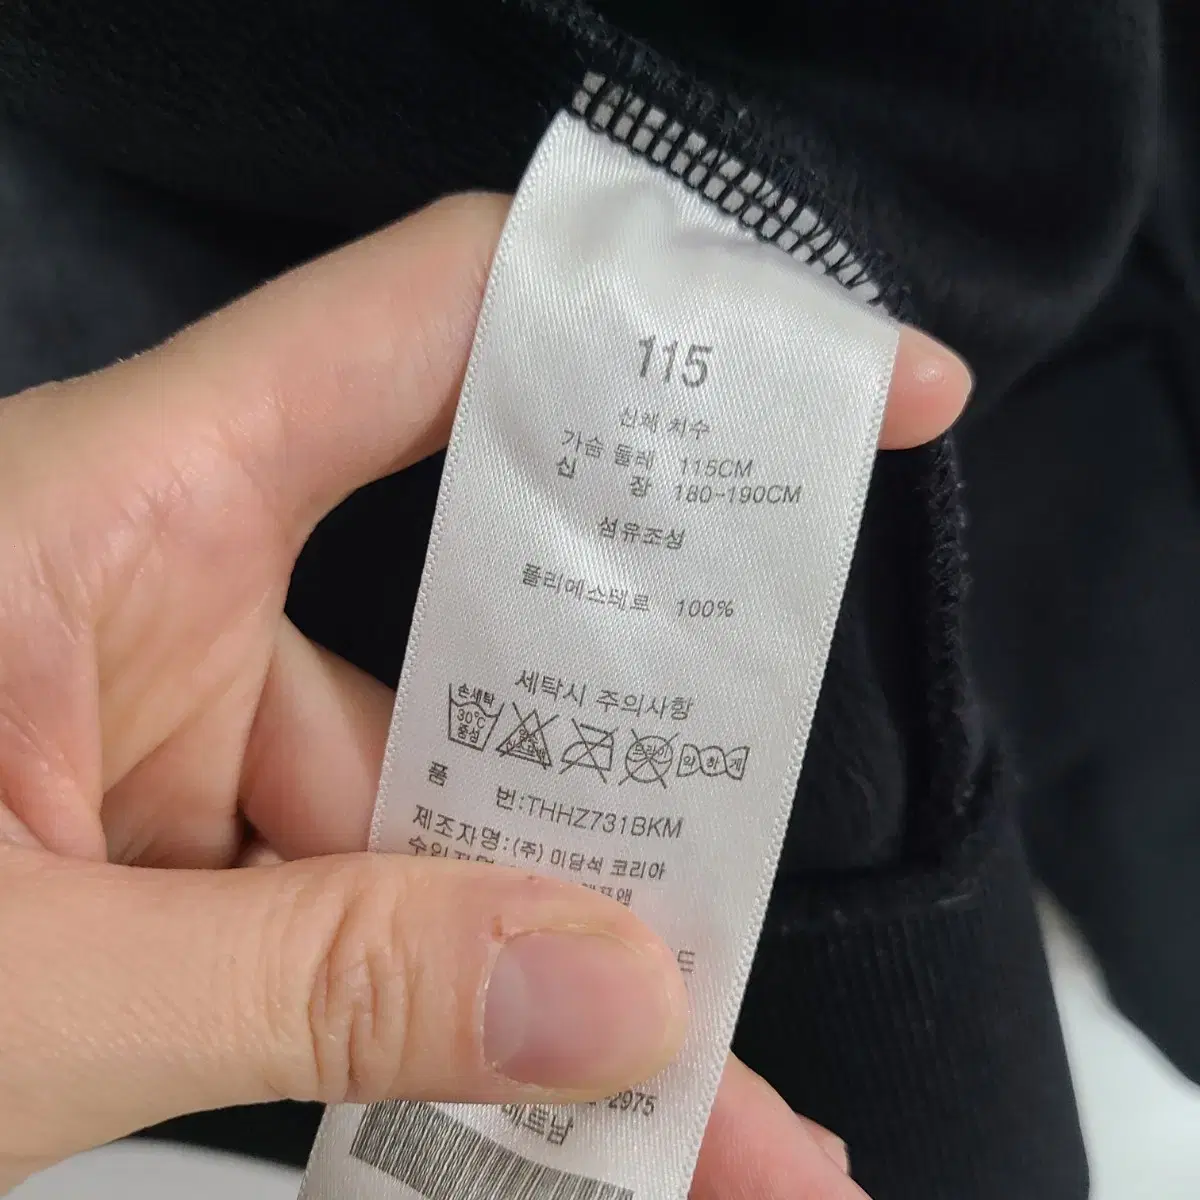 115
신체 치수
가슴 둘레 115CM
신 장 180-190CM
섬유조성
폴리에스테르 100%
세탁시 주의사항
손세탁
30℃
중성
드라이
약하게
품 번:THHZ731BKM
제조자명:(주) 미담석 코리아
2975
베트남